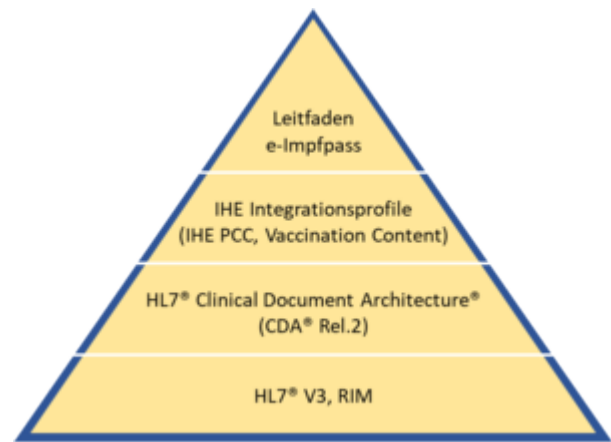 Leitfaden
e-Impfpass
IHE Integrationsprofile
(IHE PCC, Vaccination Content)
HL7® Clinical Document Architecture®
(CDA® Rel.2)
HL7® V3, RIM